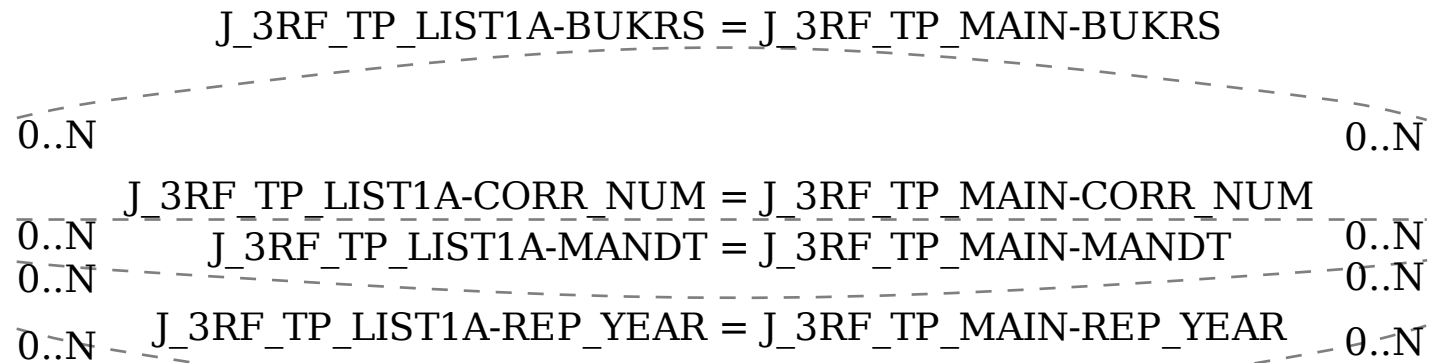 J_3RF_TP_LIST1A-BUKRS = J_3RF_TP_MAIN-BUKRS
0..N 0..N
J_3RF_TP_LIST1A-CORR_NUM = J_3RF_TP_MAIN-CORR_NUM
0..N 0..N
J_3RF_TP_LIST1A-MANDT = J_3RF_TP_MAIN-MANDT
0..N 0..N
J_3RF_TP_LIST1A-REP_YEAR = J_3RF_TP_MAIN-REP_YEAR
0..N 0..N